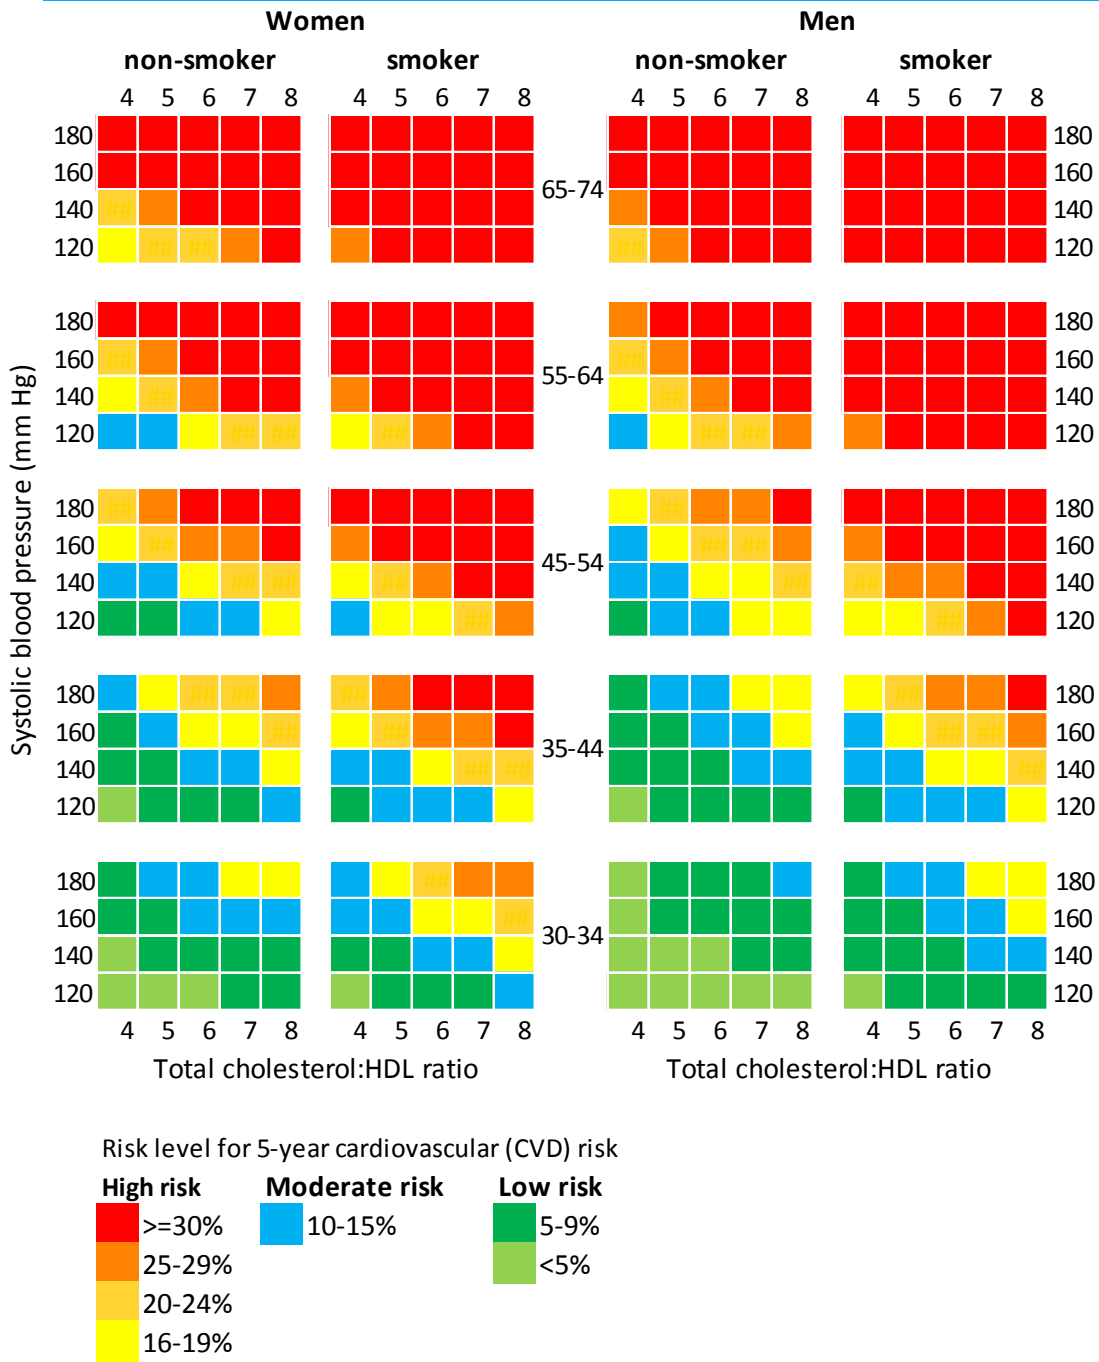 Women Men
non-smoker smoker non-smoker smoker
4 5 6 7 8 4 5 6 7 8 4 5 6 7 8 4 5 6 7 8
180 180
160 160
65-74
140 ## 140
120 ## ## ## 120
180 180
160 ## ## 160
55-64
140 ## ## 140
120 ## ## ## ## ## 120
180 ## ## 180
160 ## ## ## 160
45-54
140 ## ## ## ## ## 140
120 ## ## 120
180 ## ## ## ## 180
160 ## ## ## ## 160
35-44
140 ## ## ## 140
120 120
180 ## 180
160 ## 160
30-34
140 140
120 120
4 5 6 7 8 4 5 6 7 8 4 5 6 7 8 4 5 6 7 8
Systolic blood pressure (mm Hg)
Total cholesterol:HDL ratio Total cholesterol:HDL ratio
Risk level for 5-year cardiovascular (CVD) risk
High risk Moderate risk Low risk
>=30% 10-15% 5-9%
25-29% <5%
20-24%
16-19%